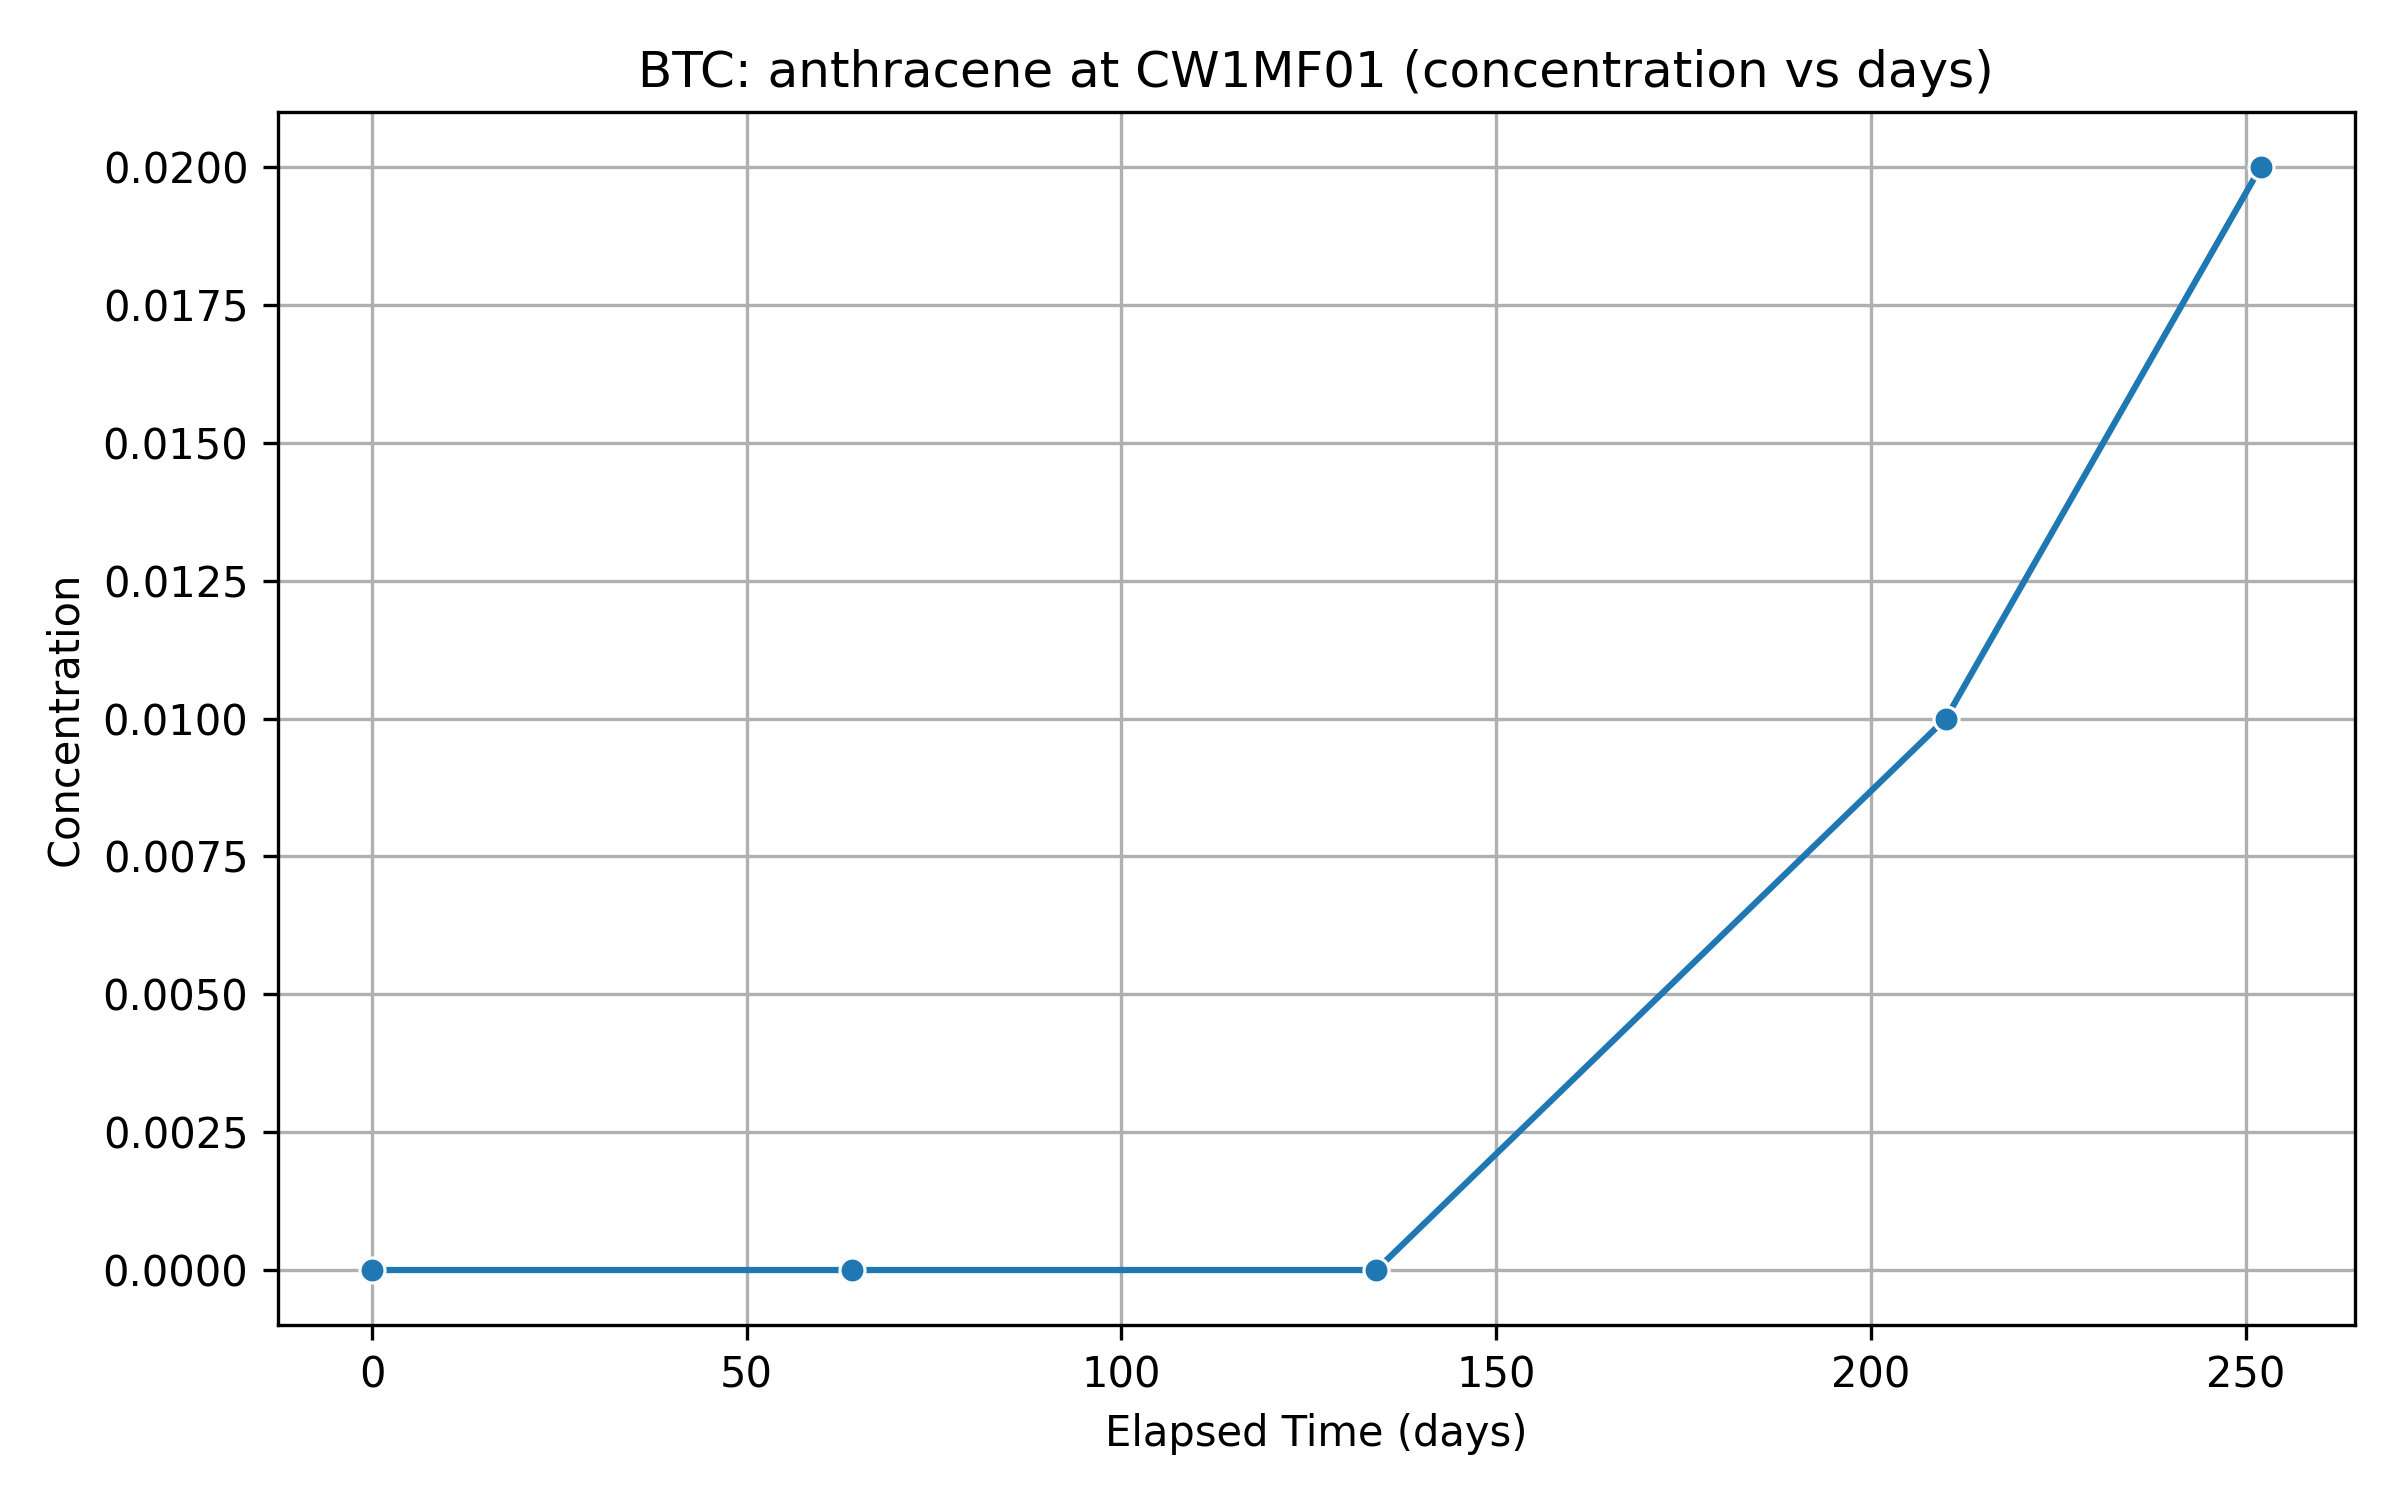 BTC: anthracene at CW1MF01 (concentration vs days)
0.0200
0.0175
0.0150
0.0125
0.0100
0.0075
0.0050
0.0025
0.0000
Concentration
0 50 100 150 200 250
Elapsed Time (days)